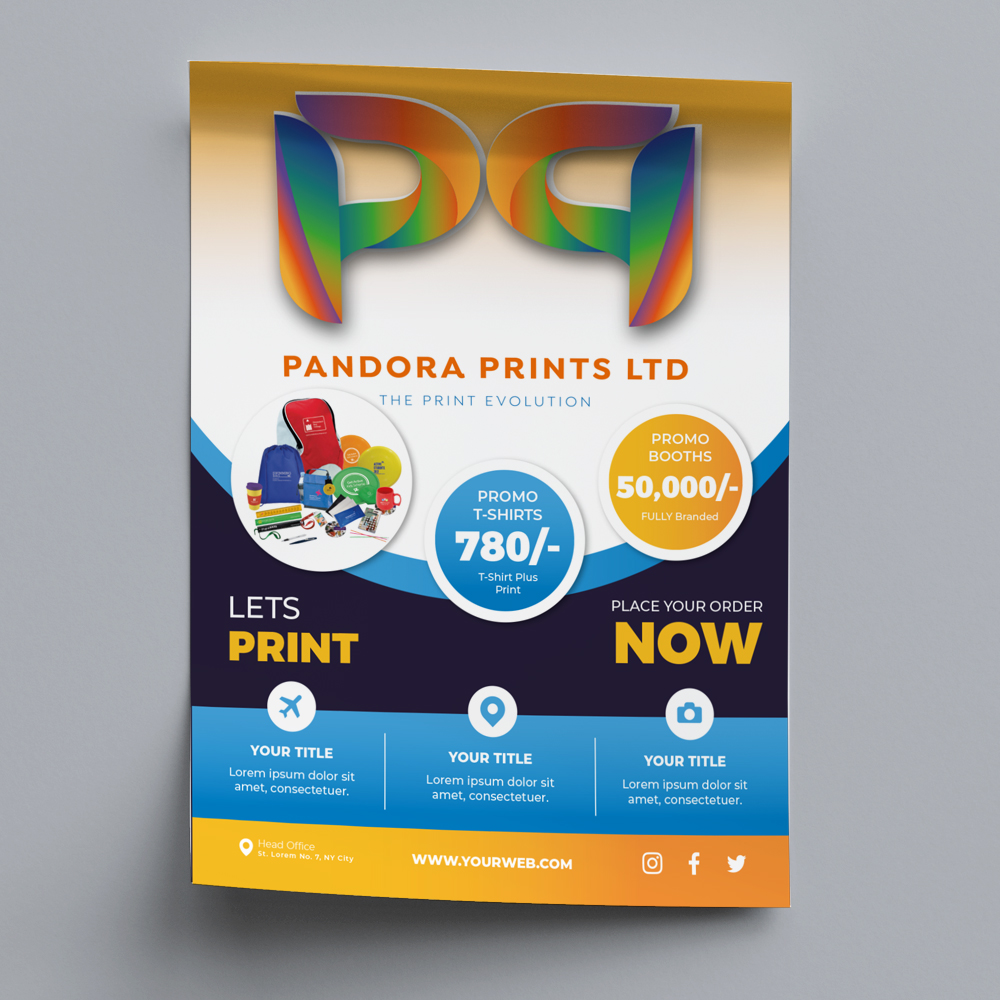 PANDORA PRINTS LTD
THE PRINT EVOLUTION
PROMO
BOOTHS
50,000/-
FULLY Branded
PROMO
T-SHIRTS
780/-
T-Shirt Plus
Print
LETS
PRINT
PLACE YOUR ORDER
NOW
YOUR TITLE
Lorem ipsum dolor sit
amet, consectetuer.
YOUR TITLE
Lorem ipsum dolor sit
amet, consectetuer.
YOUR TITLE
Lorem ipsum dolor sit
amet, consectetuer.
Head Office
St. Lorem No. 7, NY City
WWW.YOURWEB.COM